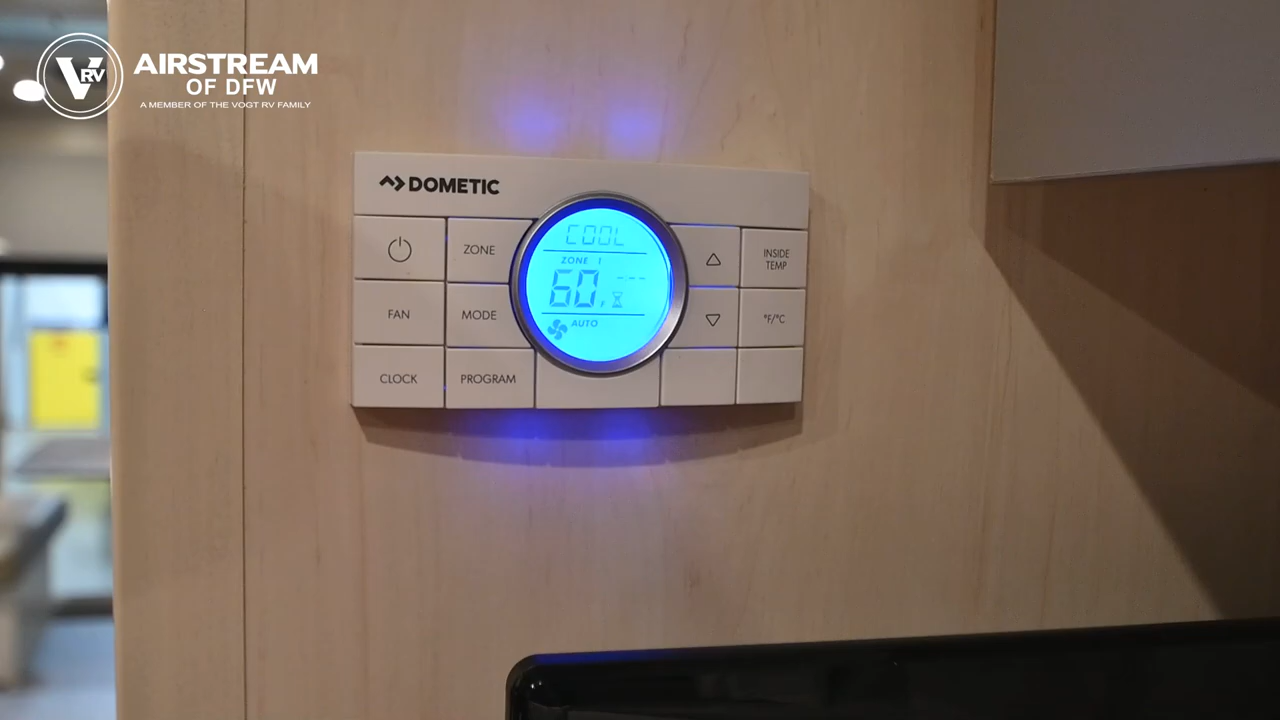 VRV
AIRSTREAM
OF DFW
A MEMBER OF THE VOGT RV FAMILY
DOMETIC
ZONE
FAN
MODE
CLOCK
PROGRAM
COOL
ZONE 1
60
---
AUTO
INSIDE
TEMP
°F/°C